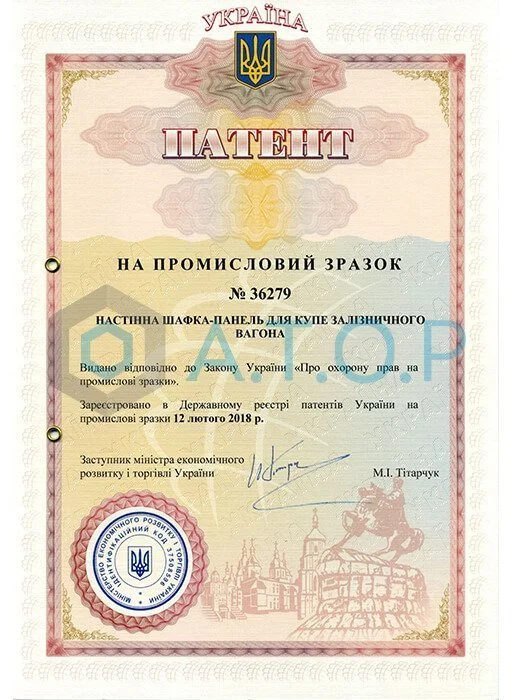 УКРАЇНА
ПАТЕНТ
НА ПРОМИСЛОВИЙ ЗРАЗОК
№ 36279
НАСТІННА ШАФКА-ПАНЕЛЬ ДЛЯ КУПЕ ЗАЛІЗНИЧНОГО
ВАГОНА
А.Т.О.Р
Видано відповідно до Закону України «Про охорону прав на
промислові зразки».
Зареєстровано в Державному реєстрі патентів України на
промислові зразки 12 лютого 2018 р.
Заступник міністра економічного
розвитку і торгівлі України
М.І. Тітарчук
МІНІСТЕРСТВО ЕКОНОМІЧНОГО РОЗВИТКУ І ТОРГІВЛІ УКРАЇНИ
ІДЕНТИФІКАЦІЙНИЙ КОД 37508596